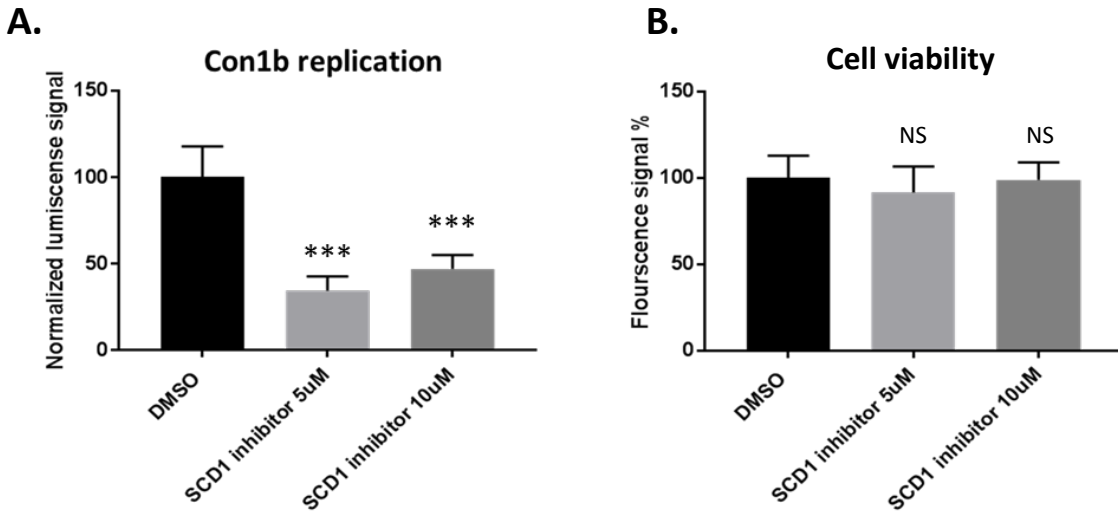 A.
Con1b replication
Normalized lumiscense signal
150
100
50
0
***
***
DMSO
SCD1 inhibitor 5uM
SCD1 inhibitor 10uM
B.
Cell viability
Flourscence signal %
150
100
50
0
NS
NS
DMSO
SCD1 inhibitor 5uM
SCD1 inhibitor 10uM